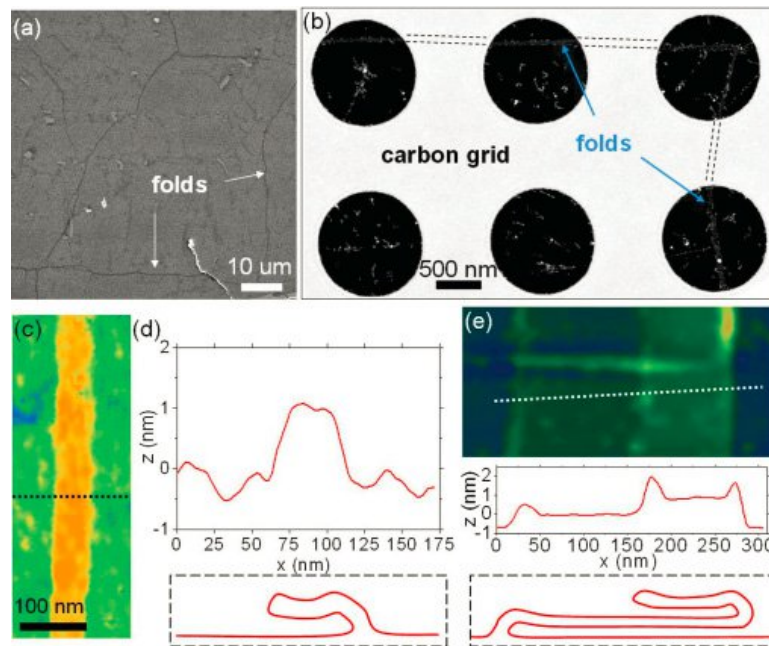 (a)
folds
10 um
(b)
carbon grid
folds
500 nm
(c)
100 nm
(d)
z (nm)
2
1
0
-1
0 25 50 75 100 125 150 175
x (nm)
(e)
z (nm)
2
1
0
0 50 100 150 200 250 300
x (nm)